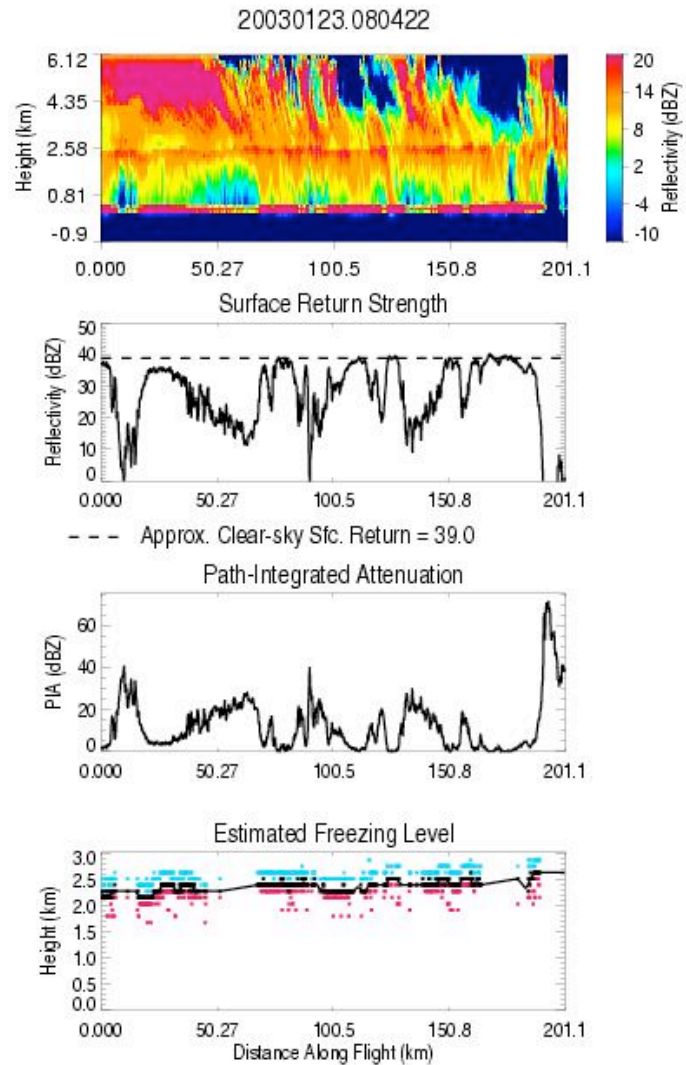 20030123.080422
6.12
4.35
2.58
0.81
-0.9
Height (km)
0.000 50.27 100.5 150.8 201.1
20
14
8
2
-4
-10
Reflectivity (dBZ)
Surface Return Strength
50
40
30
20
10
0
Reflectivity (dBZ)
0.000 50.27 100.5 150.8 201.1
Approx. Clear-sky Sfc. Return = 39.0
Path-Integrated Attenuation
60
40
20
0
PIA (dBZ)
0.000 50.27 100.5 150.8 201.1
Estimated Freezing Level
3.0
2.5
2.0
1.5
1.0
0.5
0.0
Height (km)
0.000 50.27 100.5 150.8 201.1
Distance Along Flight (km)